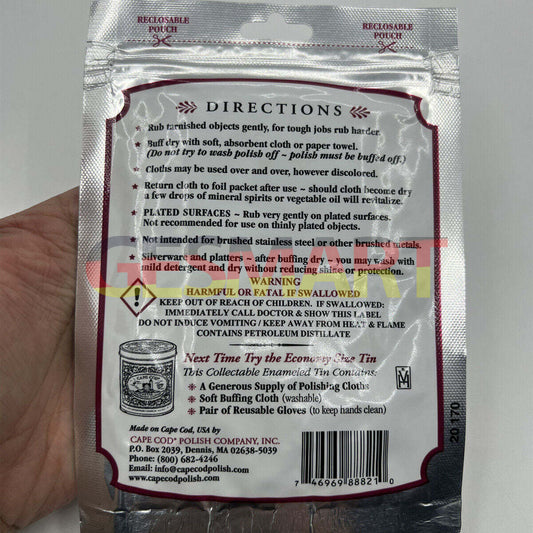 RECLOSABLE POUCH
RECLOSABLE POUCH
DIRECTIONS
★ Rub tarnished objects gently, for tough jobs rub harder.
★ Buff dry with soft, absorbent cloth or paper towel.
(Do not try to wash polish off ~ polish must be buffed off.)
★ Cloths may be used over and over, however discolored.
★ Return cloth to foil packet after use ~ should cloth become dry
a few drops of mineral spirits or vegetable oil will revitalize.
★ PLATED SURFACES ~ Rub very gently on plated surfaces.
Not recommended for use on thinly plated objects.
★ Not intended for brushed stainless steel or other brushed metals.
★ Silverware and platters ~ after buffing dry ~ you may wash with
mild detergent and dry without reducing shine or protection.
WARNING
HARMFUL OR FATAL IF SWALLOWED
KEEP OUT OF REACH OF CHILDREN. IF SWALLOWED:
IMMEDIATELY CALL DOCTOR & SHOW THIS LABEL
DO NOT INDUCE VOMITING / KEEP AWAY FROM HEAT & FLAME
CONTAINS PETROLEUM DISTILLATE
Next Time Try the Economy Size Tin
This Collectable Enameled Tin Contains:
★ A Generous Supply of Polishing Cloths
★ Soft Buffing Cloth (washable)
★ Pair of Reusable Gloves (to keep hands clean)
Made on Cape Cod, USA by
CAPE COD® POLISH COMPANY, INC.
P.O. Box 2039, Dennis, MA 02638-5039
Phone: (800) 682-4246
Email: info@capecodpolish.com
www.capecodpolish.com
7 46969 88821 0
20 170